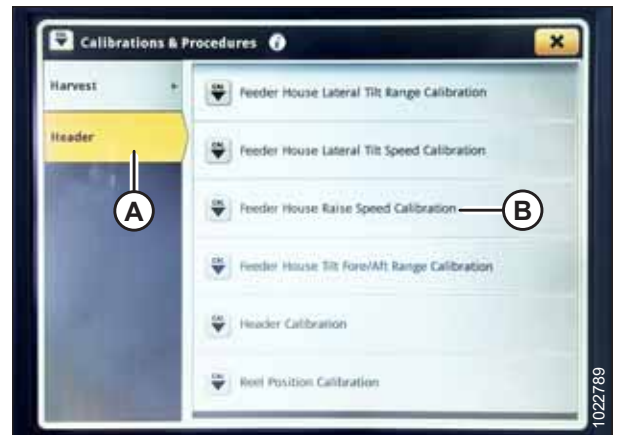 Calibrations & Procedures
Harvest
Header
Feeder House Lateral Tilt Range Calibration
Feeder House Lateral Tilt Speed Calibration
Feeder House Raise Speed Calibration
Feeder House Tilt Fore/Aft Range Calibration
Header Calibration
Reel Position Calibration
A
B
1022789